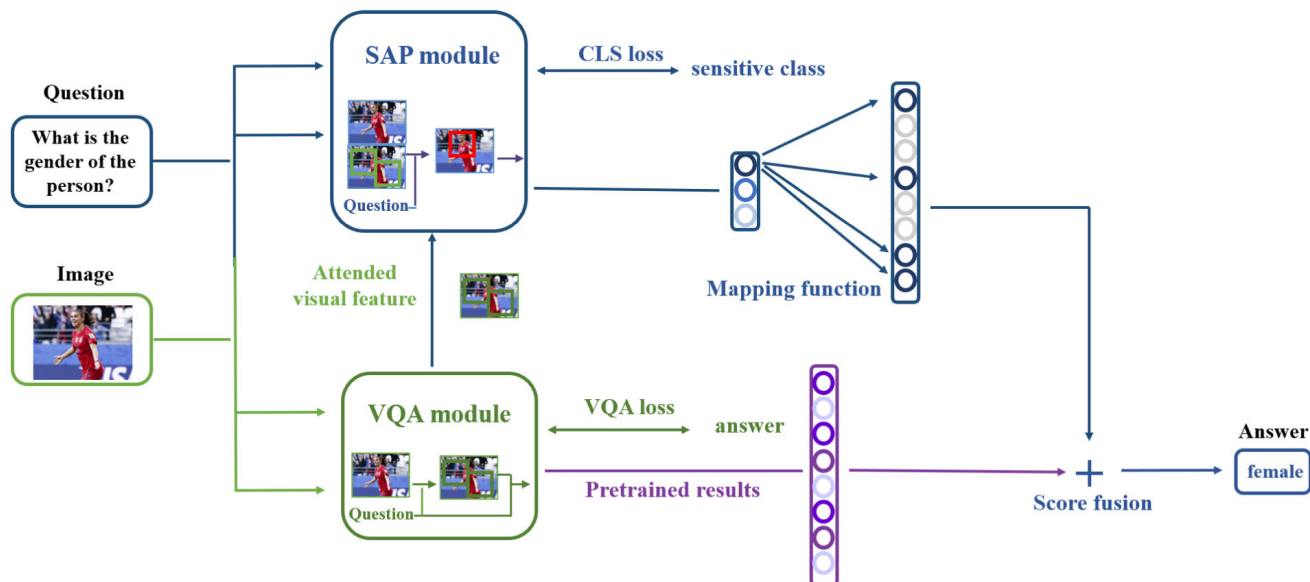 SAP module
CLS loss
sensitive class
Question
What is the
gender of the
person?
Question
Image
Attended
visual feature
Mapping function
VQA module
VQA loss
answer
Question
Pretrained results
Score fusion
Answer
female